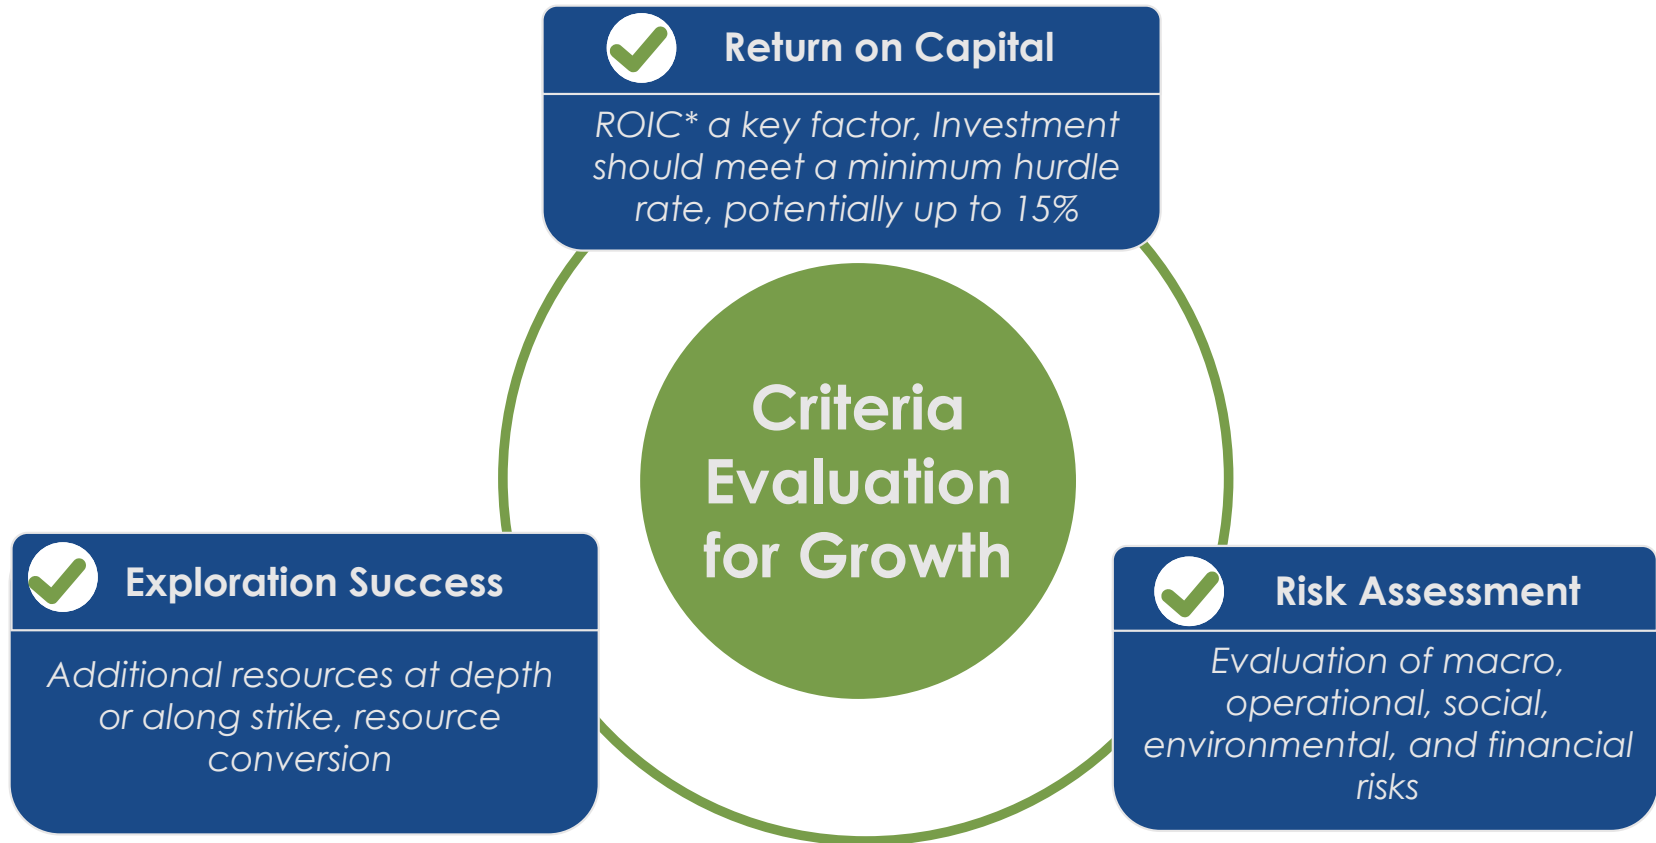 Return on Capital
ROIC* a key factor, Investment
should meet a minimum hurdle
rate, potentially up to 15%
Criteria
Evaluation
for Growth
Exploration Success
Additional resources at depth
or along strike, resource
conversion
Risk Assessment
Evaluation of macro,
operational, social,
environmental, and financial
risks